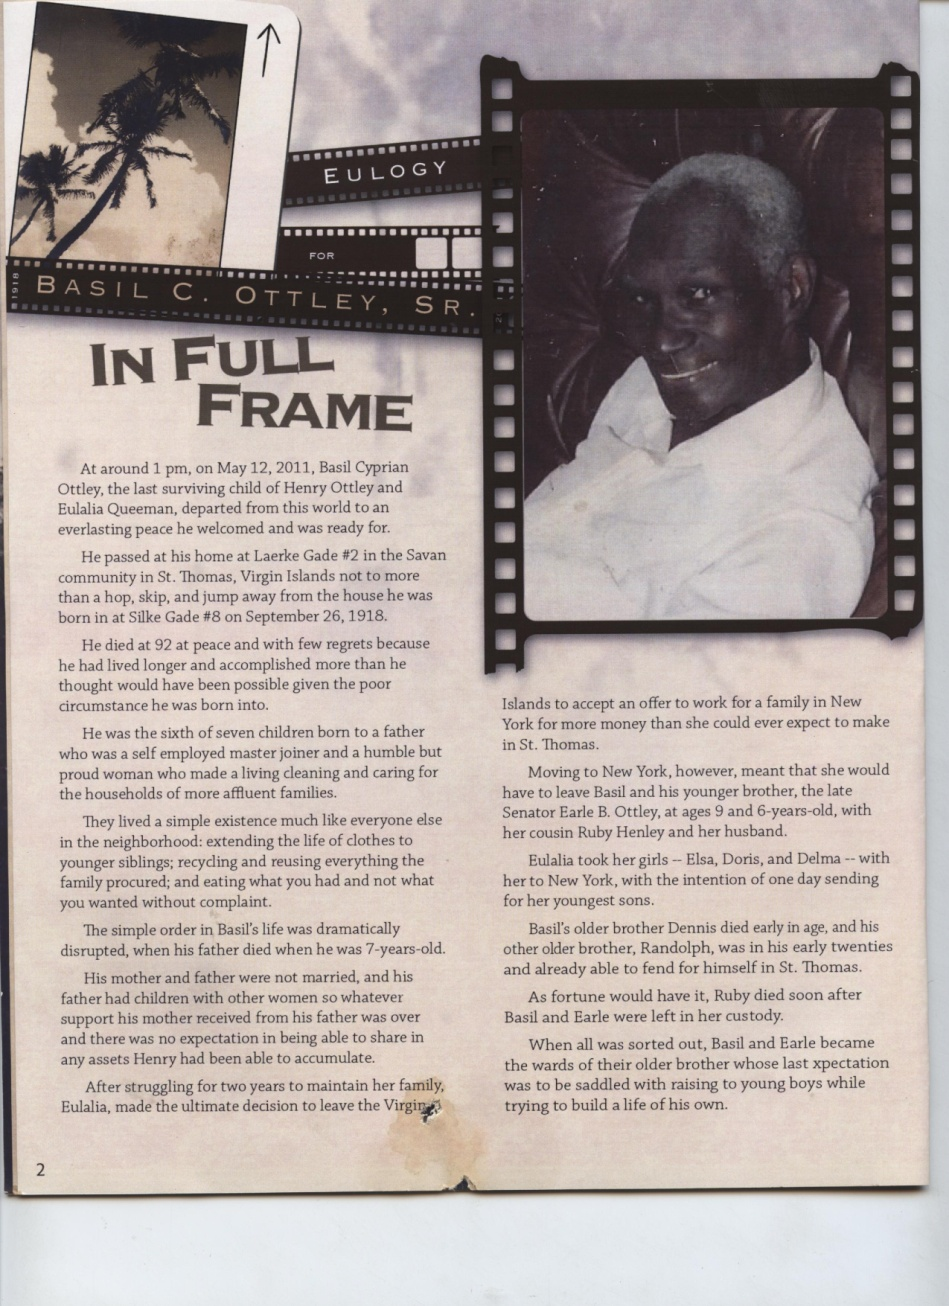 EULOGY
FOR
1918
BASIL C. OTTLEY, SR.
IN FULL
FRAME
At around 1 pm, on May 12, 2011, Basil Cyprian
Ottley, the last surviving child of Henry Ottley and
Eulalia Queeman, departed from this world to an
everlasting peace he welcomed and was ready for.
He passed at his home at Laerke Gade #2 in the Savan
community in St. Thomas, Virgin Islands not to more
than a hop, skip, and jump away from the house he was
born in at Silke Gade #8 on September 26, 1918.
He died at 92 at peace and with few regrets because
he had lived longer and accomplished more than he
thought would have been possible given the poor
circumstance he was born into.
He was the sixth of seven children born to a father
who was a self employed master joiner and a humble but
proud woman who made a living cleaning and caring for
the households of more affluent families.
They lived a simple existence much like everyone else
in the neighborhood: extending the life of clothes to
younger siblings; recycling and reusing everything the
family procured; and eating what you had and not what
you wanted without complaint.
The simple order in Basil's life was dramatically
disrupted, when his father died when he was 7-years-old.
His mother and father were not married, and his
father had children with other women so whatever
support his mother received from his father was over
and there was no expectation in being able to share in
any assets Henry had been able to accumulate.
After struggling for two years to maintain her family,
Eulalia, made the ultimate decision to leave the Virgin
Islands to accept an offer to work for a family in New
York for more money than she could ever expect to make
in St. Thomas.
Moving to New York, however, meant that she would
have to leave Basil and his younger brother, the late
Senator Earle B. Ottley, at ages 9 and 6-years-old, with
her cousin Ruby Henley and her husband.
Eulalia took her girls -- Elsa, Doris, and Delma -- with
her to New York, with the intention of one day sending
for her youngest sons.
Basil's older brother Dennis died early in age, and his
other older brother, Randolph, was in his early twenties
and already able to fend for himself in St. Thomas.
As fortune would have it, Ruby died soon after
Basil and Earle were left in her custody.
When all was sorted out, Basil and Earle became
the wards of their older brother whose last xpectation
was to be saddled with raising to young boys while
trying to build a life of his own.
2